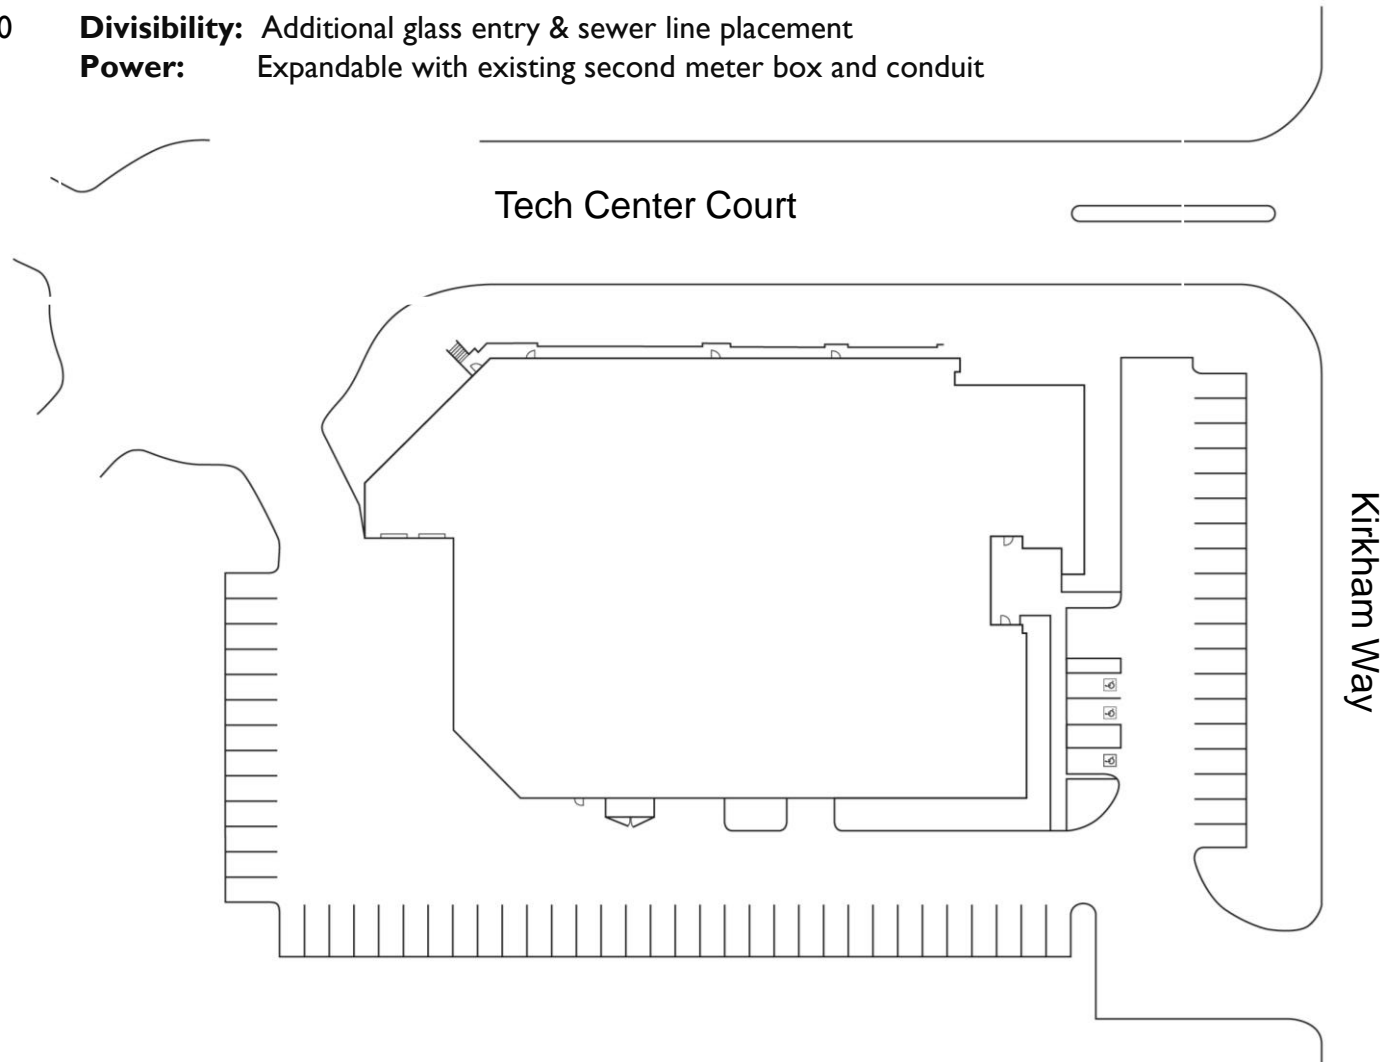 0 Divisibility: Additional glass entry & sewer line placement
Power: Expandable with existing second meter box and conduit
Tech Center Court
Kirkham Way